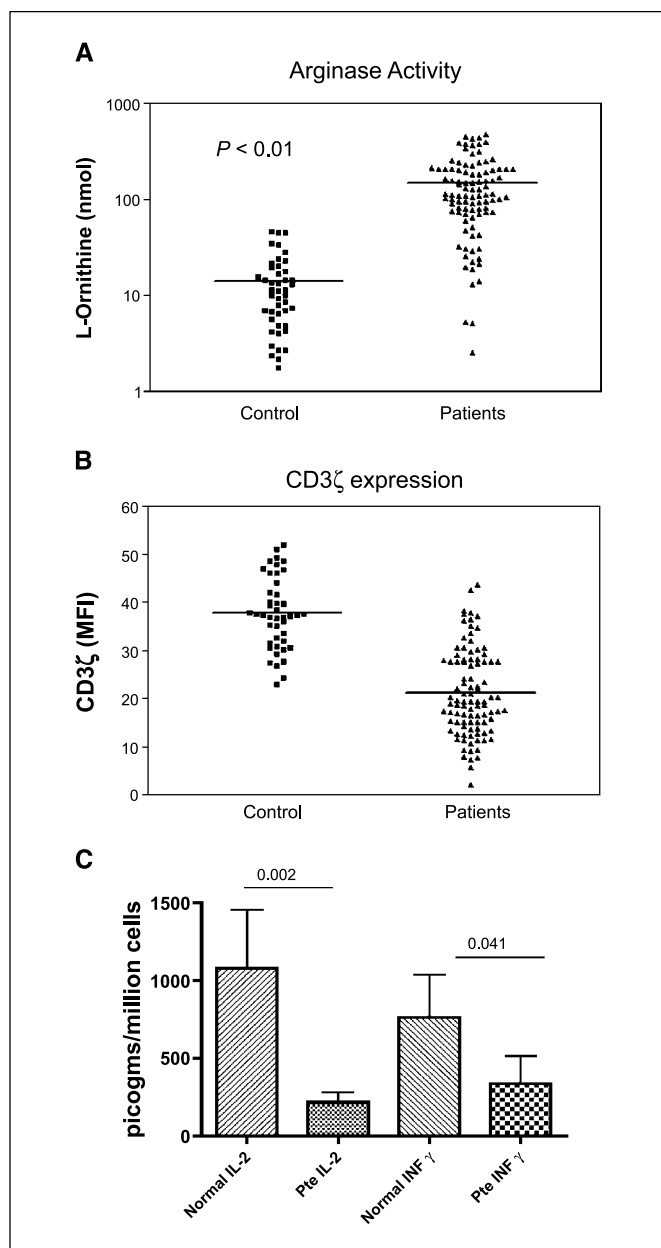 A
Arginase Activity
1000
100
10
1
L-Ornithine (nmol)
P < 0.01
Control
Patients
B
CD3ζ expression
60
50
40
30
20
10
0
CD3ζ (MFI)
Control
Patients
C
0.002
0.041
1500
1000
500
0
picogms/million cells
Normal IL-2
Pte IL-2
Normal INF γ
Pte INF γ